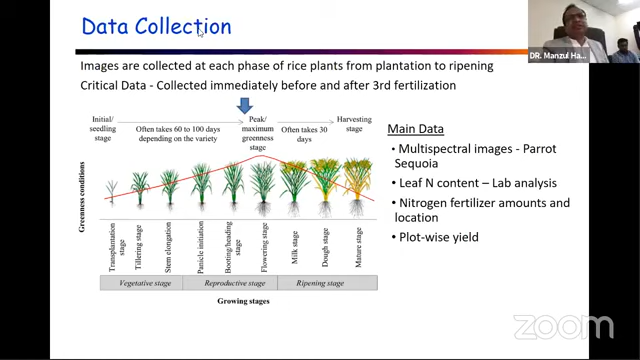 Data Collection
DR. Manzul Ha...
Images are collected at each phase of rice plants from plantation to ripening
Critical Data - Collected immediately before and after 3rd fertilization
Initial/
seedling
stage
Often takes 60 to 100 days
depending on the variety
Peak/
maximum
greenness
stage
Often takes 30
days
Harvesting
stage
Greenness conditions
Transplantation
stage
Tillering stage
Stem elongation
Panicle initiation
Booting/heading
stage
Flowering stage
Milk stage
Dough stage
Mature stage
Vegetative stage
Reproductive stage
Ripening stage
Growing stages
Main Data
• Multispectral images - Parrot
Sequoia
• Leaf N content – Lab analysis
• Nitrogen fertilizer amounts and
location
• Plot-wise yield
zoom